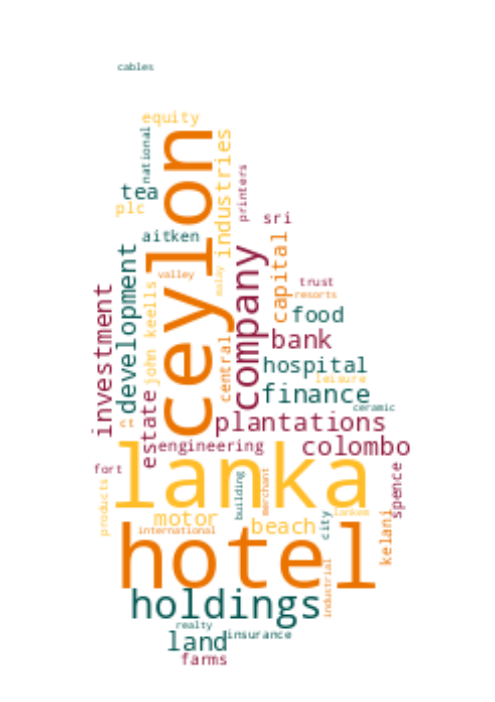 cables
equity
national
ceylon
industries
tea
printers
plc
sri
aitken
capital
development
company
valley
malay
trust
john keells
resorts
investment
food
bank
central
hospital
leisure
finance
estate
ceramic
ct
plantations
engineering
colombo
lanka
fort
spence
products
building
merchant
motor
beach
city
lankem
kelani
international
hotel
industrial
holdings
realty
land
insurance
farms